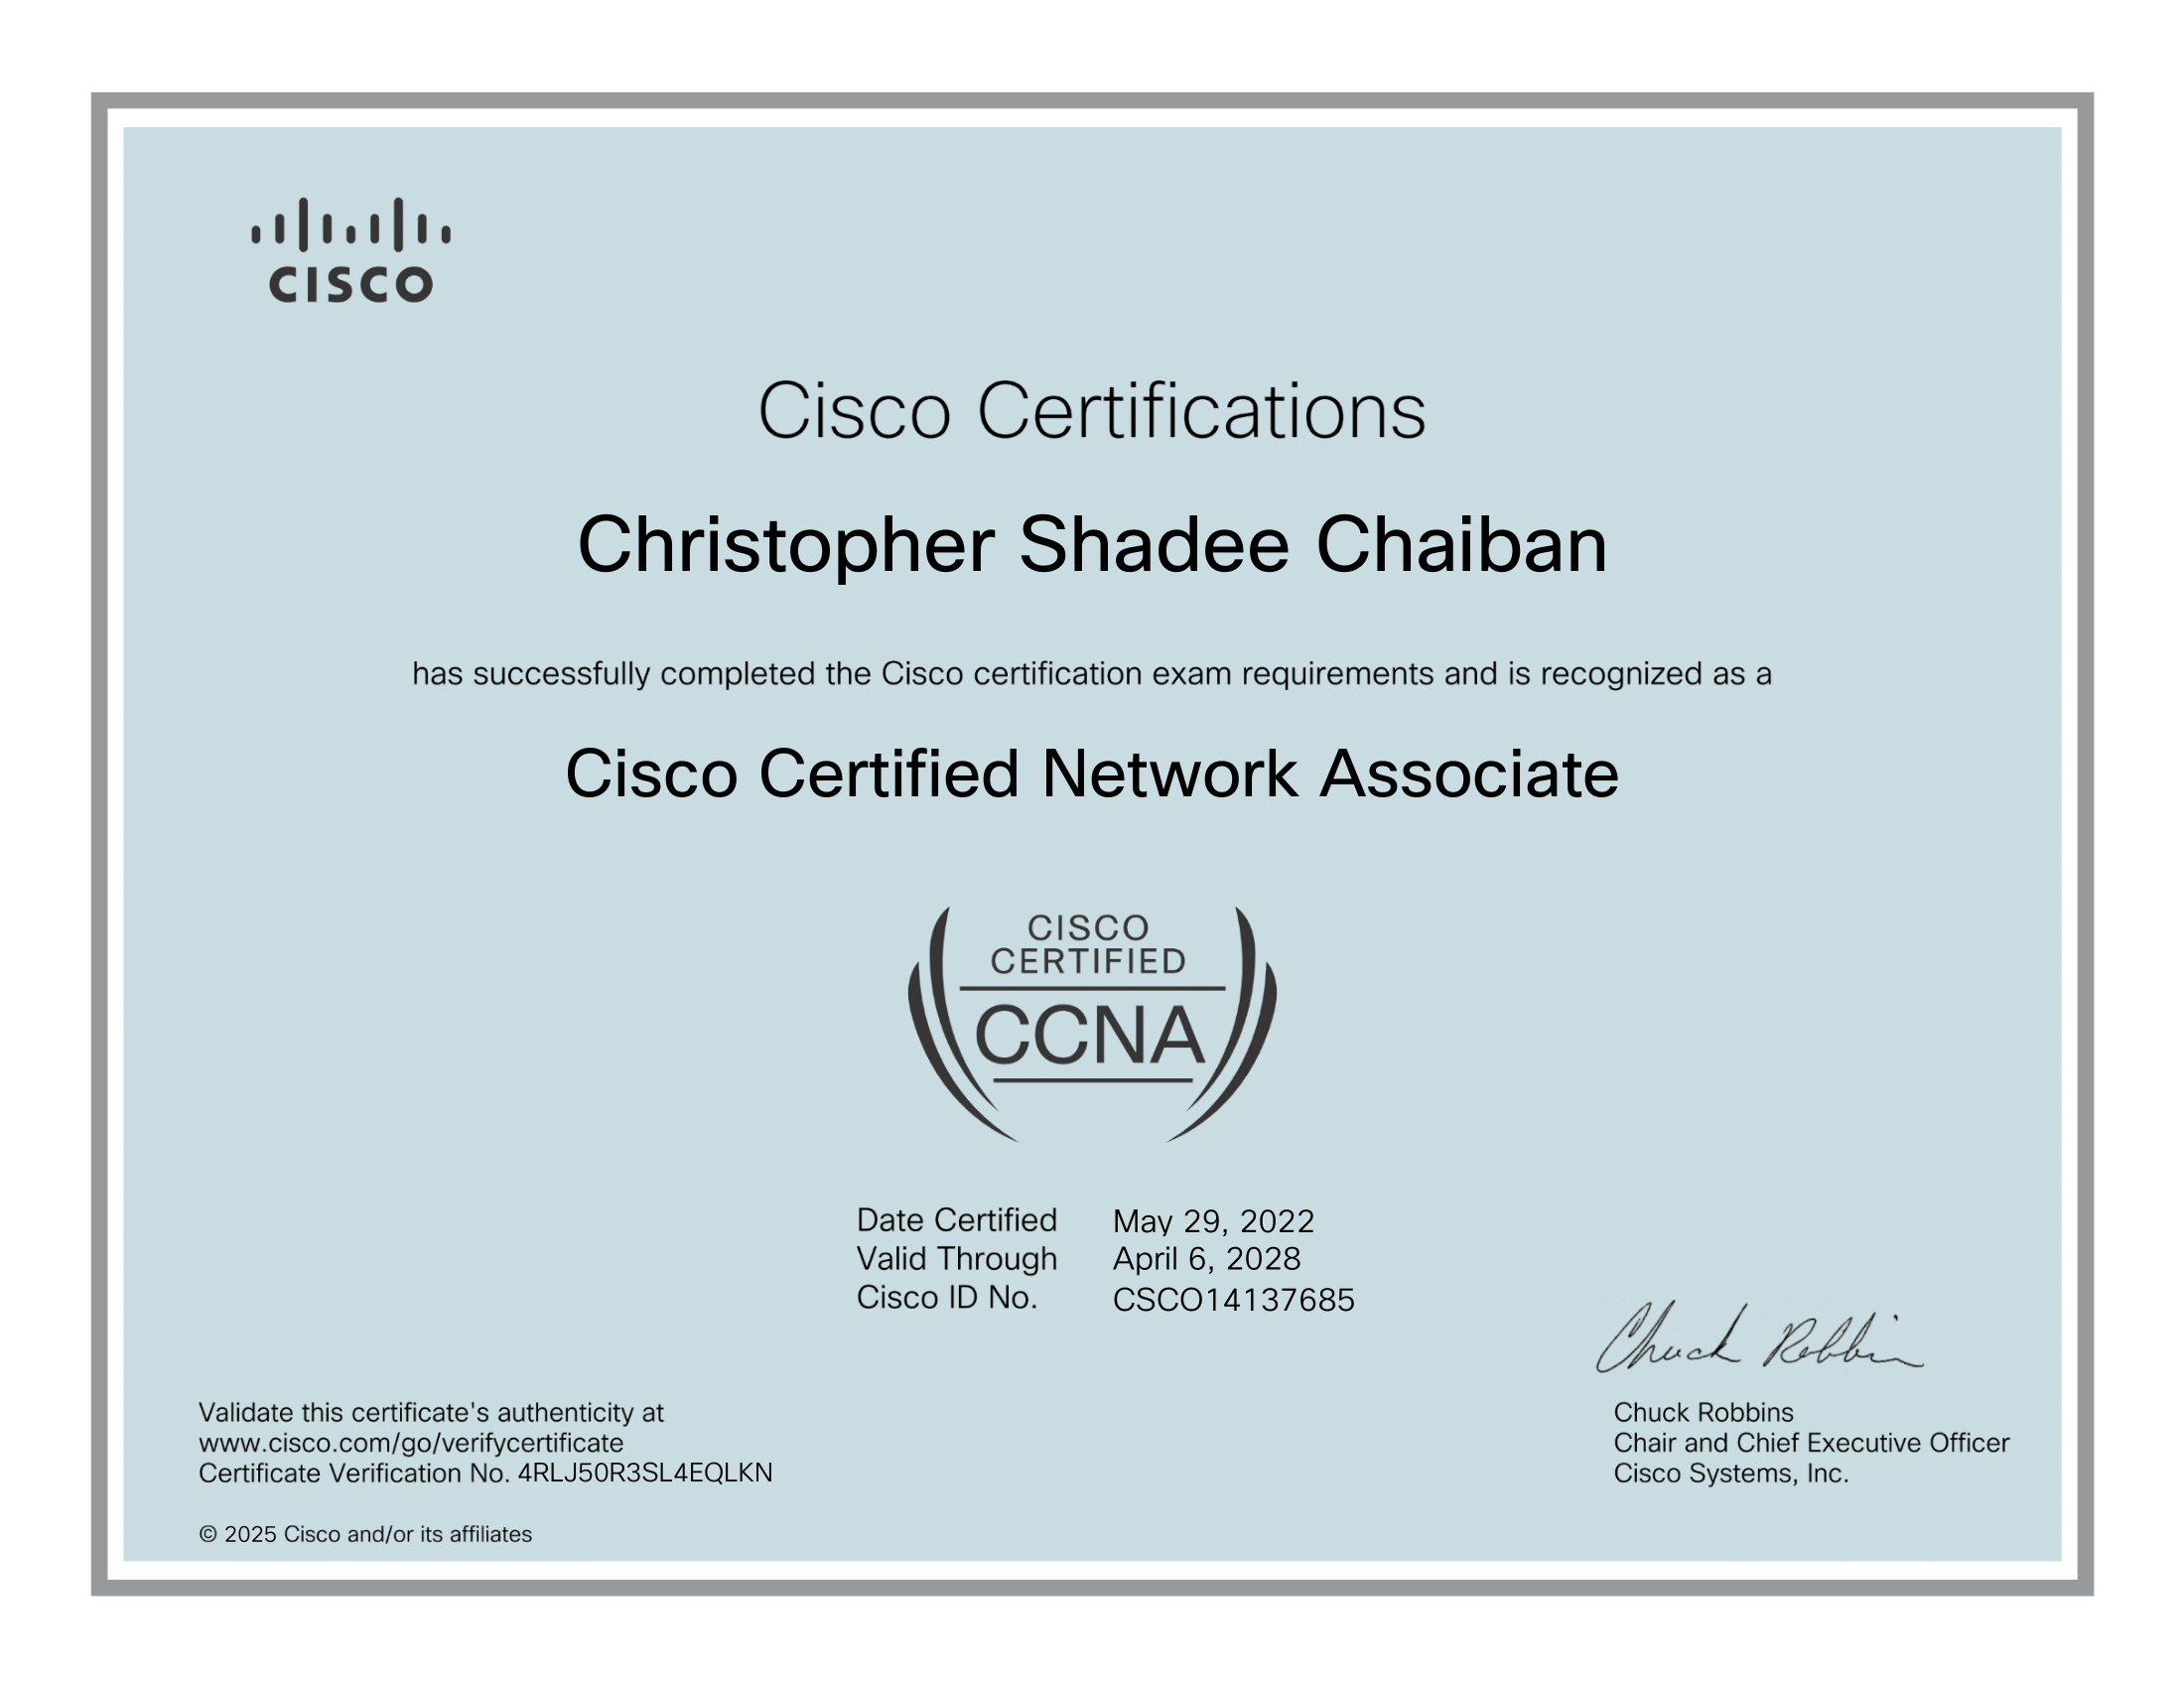 CISCO
Cisco Certifications
Christopher Shadee Chaiban
has successfully completed the Cisco certification exam requirements and is recognized as a
Cisco Certified Network Associate
CISCO
CERTIFIED
CCNA
Date Certified May 29, 2022
Valid Through April 6, 2028
Cisco ID No. CSCO14137685
Chuck Robbins
Validate this certificate's authenticity at
www.cisco.com/go/verifycertificate
Certificate Verification No. 4RLJ50R3SL4EQLKN
Chuck Robbins
Chair and Chief Executive Officer
Cisco Systems, Inc.
© 2025 Cisco and/or its affiliates